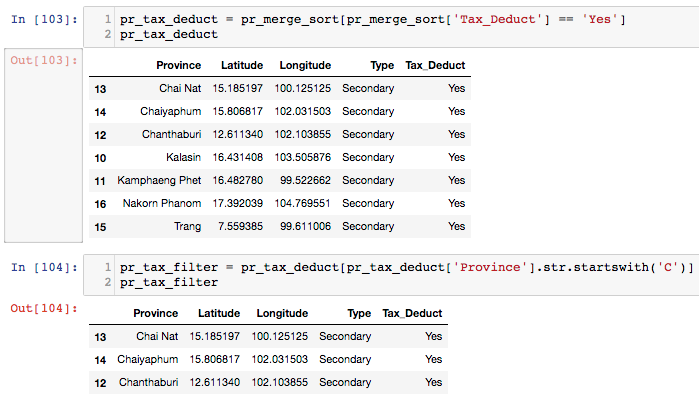 In [103]: 1 pr_tax_deduct = pr_merge_sort[pr_merge_sort['Tax_Deduct'] == 'Yes']
2 pr_tax_deduct
Out[103]:
Province Latitude Longitude Type Tax_Deduct
13 Chai Nat 15.185197 100.125125 Secondary Yes
14 Chaiyaphum 15.806817 102.031503 Secondary Yes
12 Chanthaburi 12.611340 102.103855 Secondary Yes
10 Kalasin 16.431408 103.505876 Secondary Yes
11 Kamphaeng Phet 16.482780 99.522662 Secondary Yes
16 Nakorn Phanom 17.392039 104.769551 Secondary Yes
15 Trang 7.559385 99.611006 Secondary Yes
In [104]: 1 pr_tax_filter = pr_tax_deduct[pr_tax_deduct['Province'].str.startswith('C')]
2 pr_tax_filter
Out[104]:
Province Latitude Longitude Type Tax_Deduct
13 Chai Nat 15.185197 100.125125 Secondary Yes
14 Chaiyaphum 15.806817 102.031503 Secondary Yes
12 Chanthaburi 12.611340 102.103855 Secondary Yes